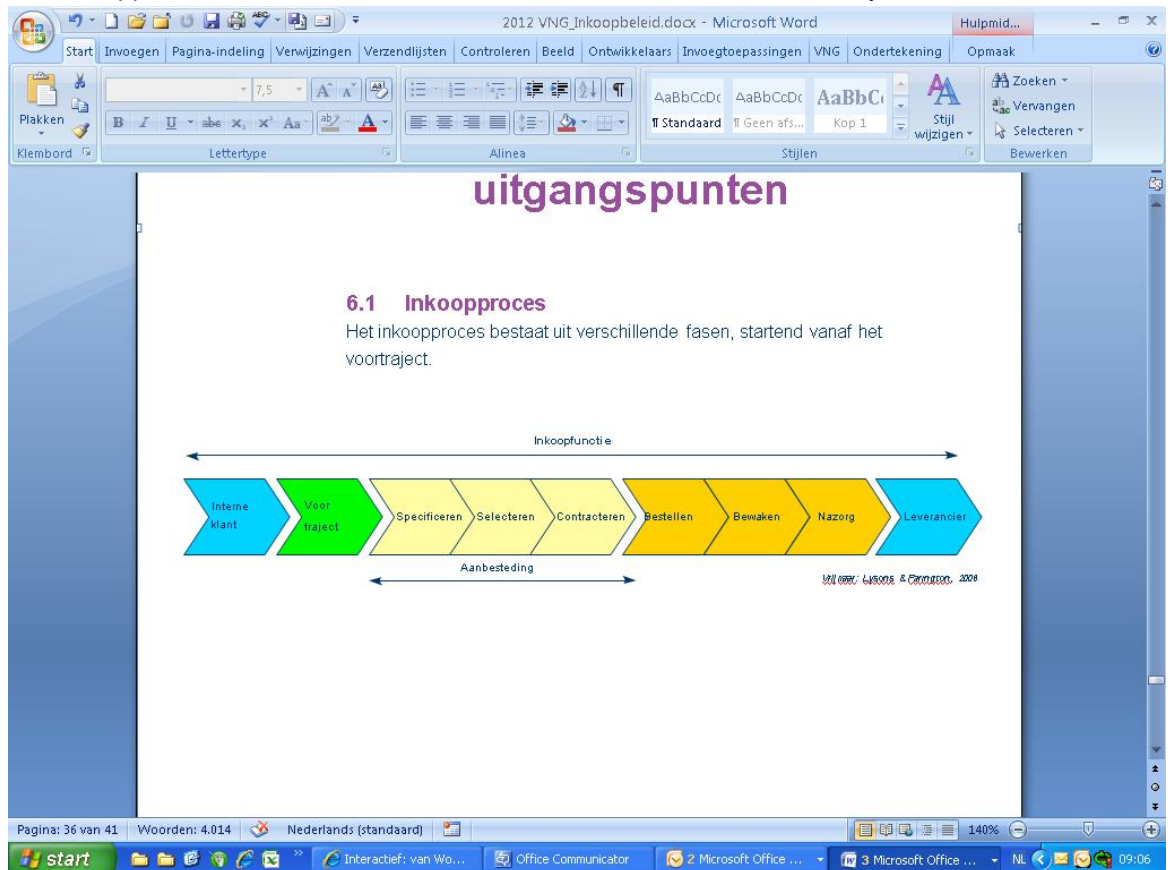 2012 VNG_Inkoopbeleid.docx - Microsoft Word
Hulpmid...
Start Invoegen Pagina-indeling Verwijzingen Verzendlijsten Controleren Beeld Ontwikkelaars Invoegtoepassingen VNG Ondertekening Opmaak
Plakken
7,5
AaBbCcDc AaBbCcDc AaBbC
¶ Standaard ¶ Geen afs... Kop 1
Stijl wijzigen
Zoeken
Vervangen
Selecteren
Klembord Lettertype Alinea Stijlen Bewerken
uitgangspunten
6.1 Inkoopproces
Het inkoopproces bestaat uit verschillende fasen, startend vanaf het
voortraject.
Inkoopfunctie
Interne klant
Voor traject
Specificeren
Selecteren
Contracteren
Bestellen
Bewaken
Nazorg
Leverancier
Aanbesteding
Vrij naar: Lysons & Farrington, 2006
Pagina: 36 van 41 Woorden: 4.014 Nederlands (standaard) 140%
start Interactief: van Wo... Office Communicator 2 Microsoft Office ... 3 Microsoft Office ... NL 09:06